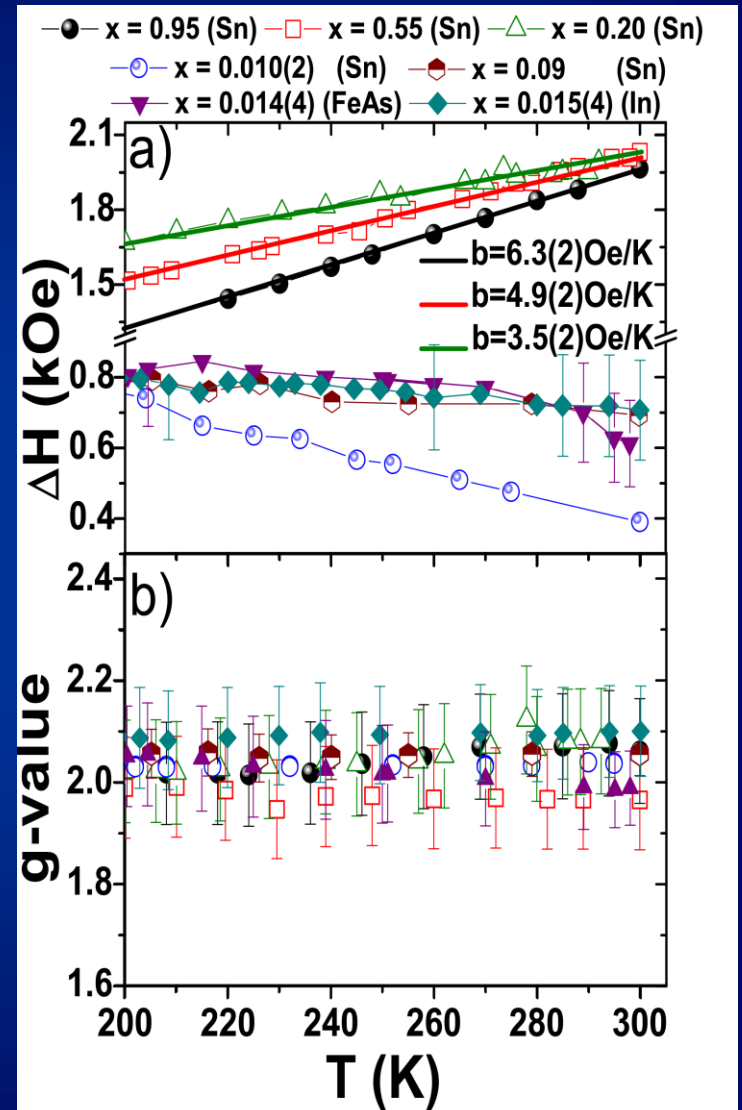 x = 0.95 (Sn) x = 0.55 (Sn) x = 0.20 (Sn)
x = 0.010(2) (Sn) x = 0.09 (Sn)
x = 0.014(4) (FeAs) x = 0.015(4) (In)
a)
2.1
1.8
1.5
0.8
0.6
0.4
ΔH (kOe)
b=6.3(2)Oe/K
b=4.9(2)Oe/K
b=3.5(2)Oe/K
b)
2.4
2.2
2.0
1.8
1.6
g-value
200 220 240 260 280 300
T (K)